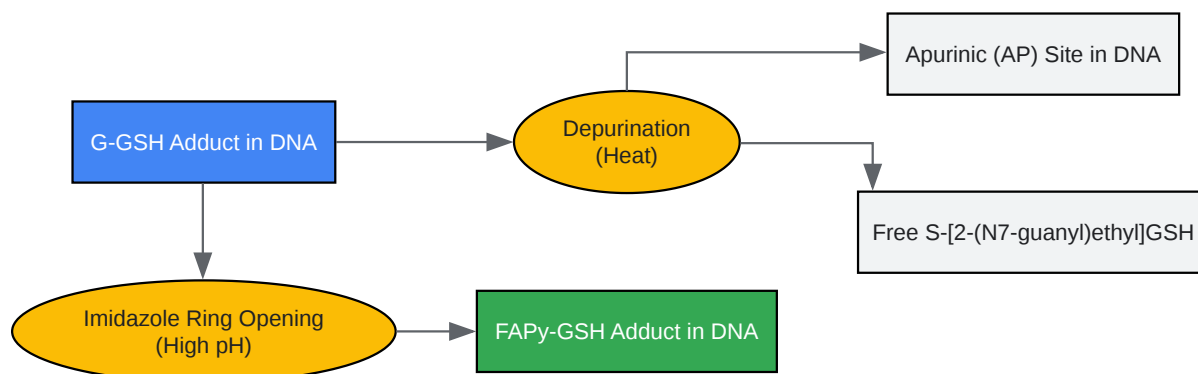 Apurinic (AP) Site in DNA
G-GSH Adduct in DNA
Depurination
(Heat)
Free S-[2-(N7-guanyl)ethyl]GSH
Imidazole Ring Opening
(High pH)
FAPy-GSH Adduct in DNA